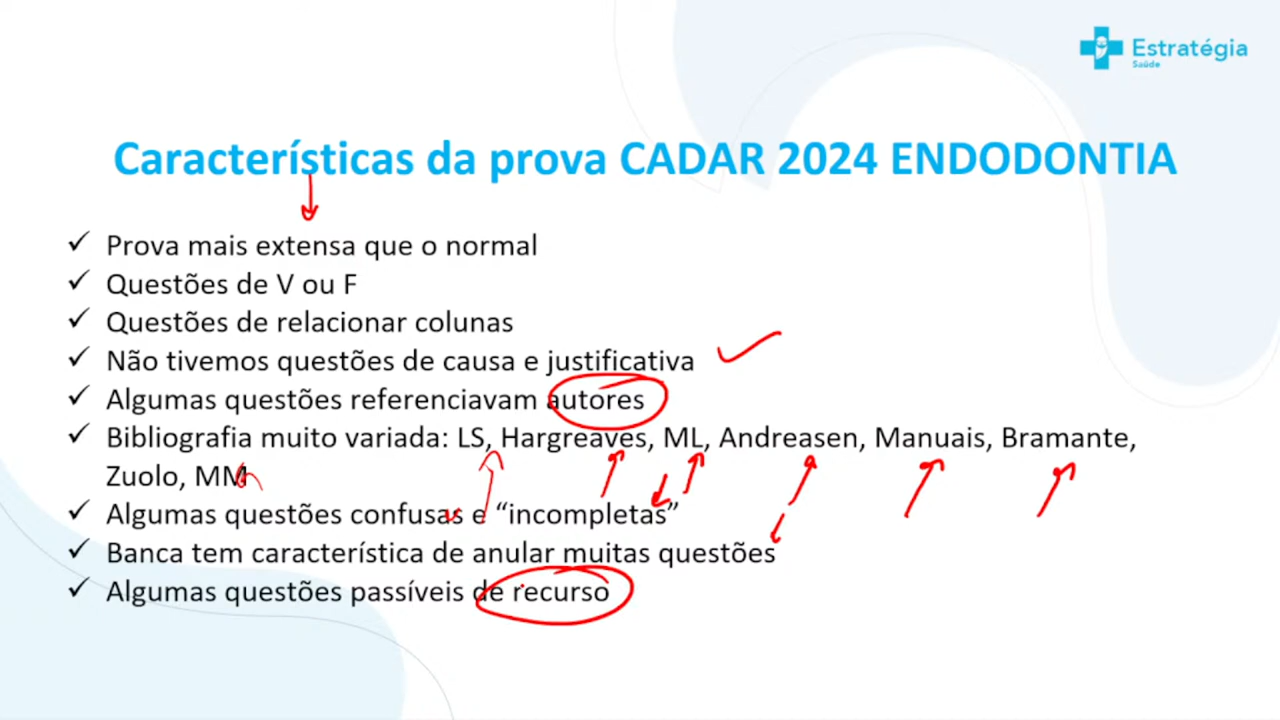 Estratégia
Saúde
Características da prova CADAR 2024 ENDODONTIA
✓ Prova mais extensa que o normal
✓ Questões de V ou F
✓ Questões de relacionar colunas
✓ Não tivemos questões de causa e justificativa
✓ Algumas questões referenciavam autores
✓ Bibliografia muito variada: LS, Hargreaves, ML, Andreasen, Manuais, Bramante,
Zuolo, MM
✓ Algumas questões confusas e “incompletas”
✓ Banca tem característica de anular muitas questões
✓ Algumas questões passíveis de recurso